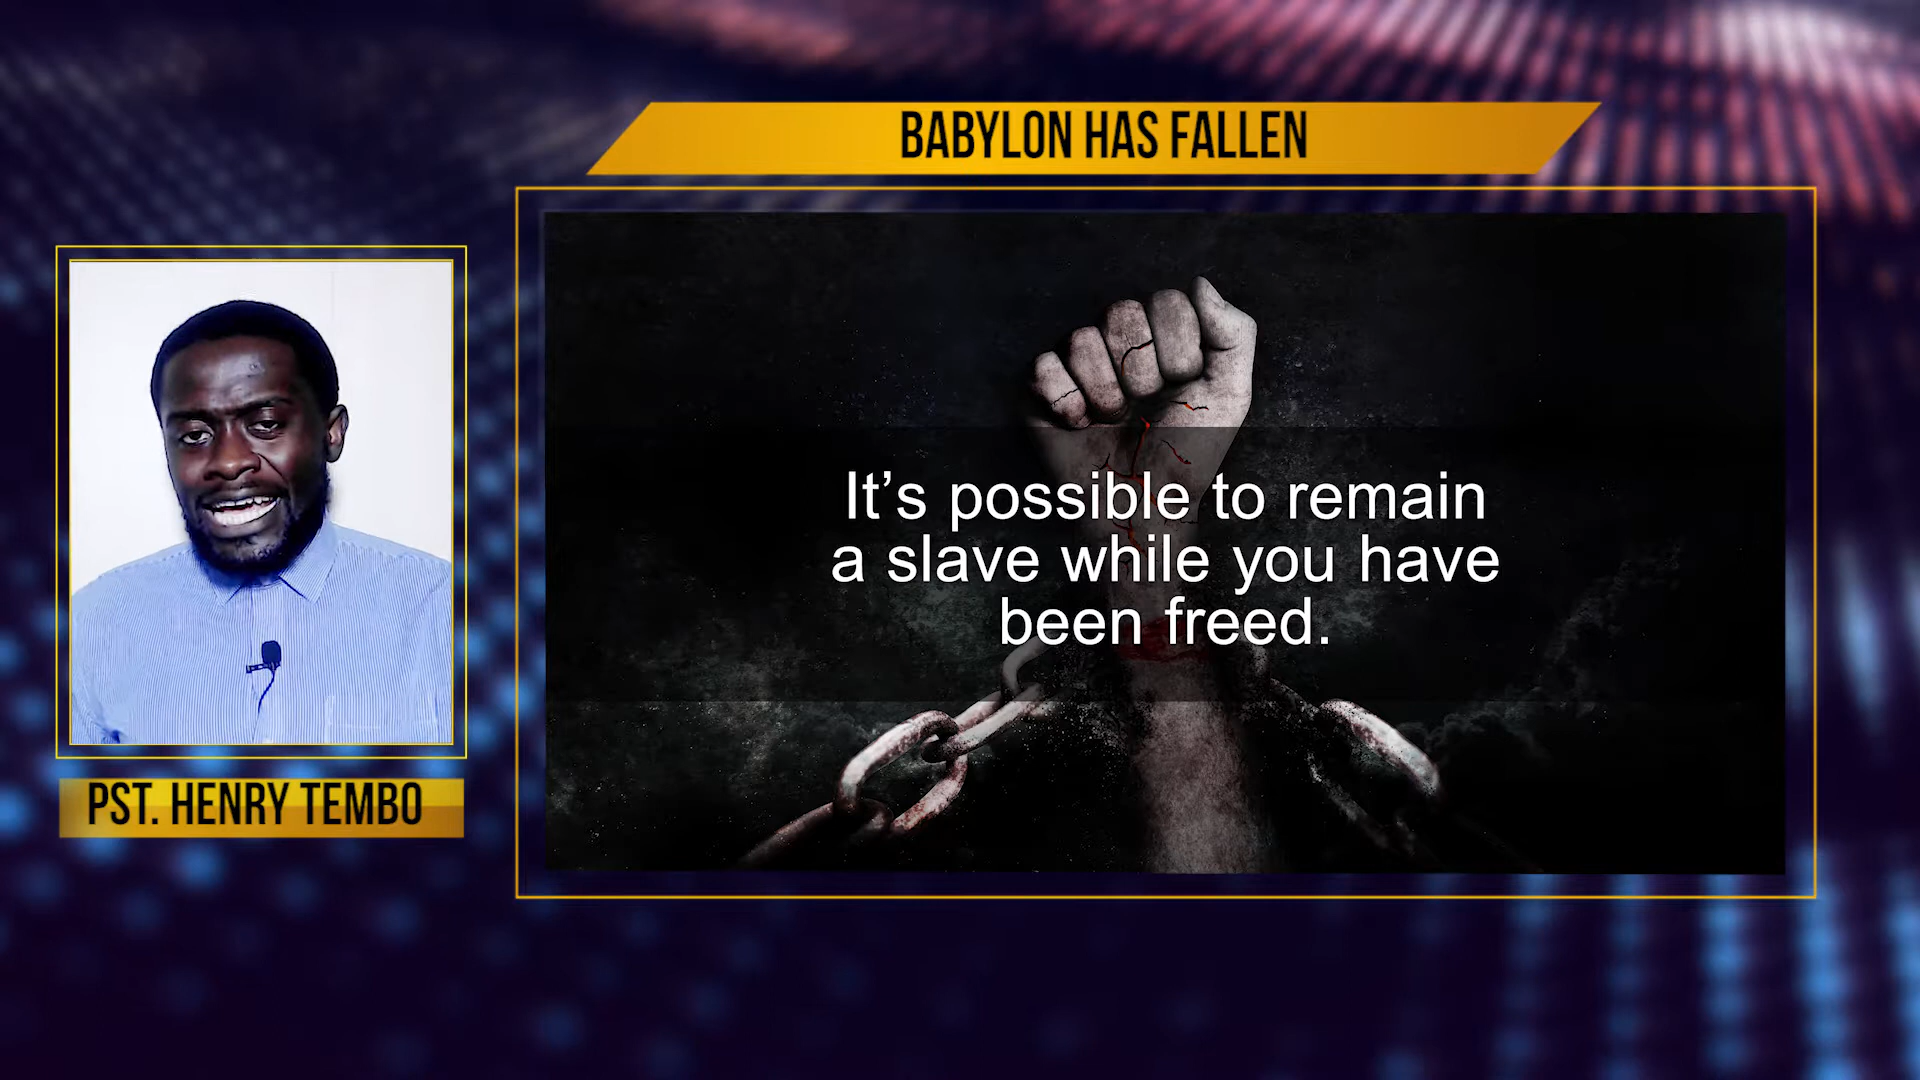 BABYLON HAS FALLEN
It’s possible to remain
a slave while you have
been freed.
PST. HENRY TEMBO